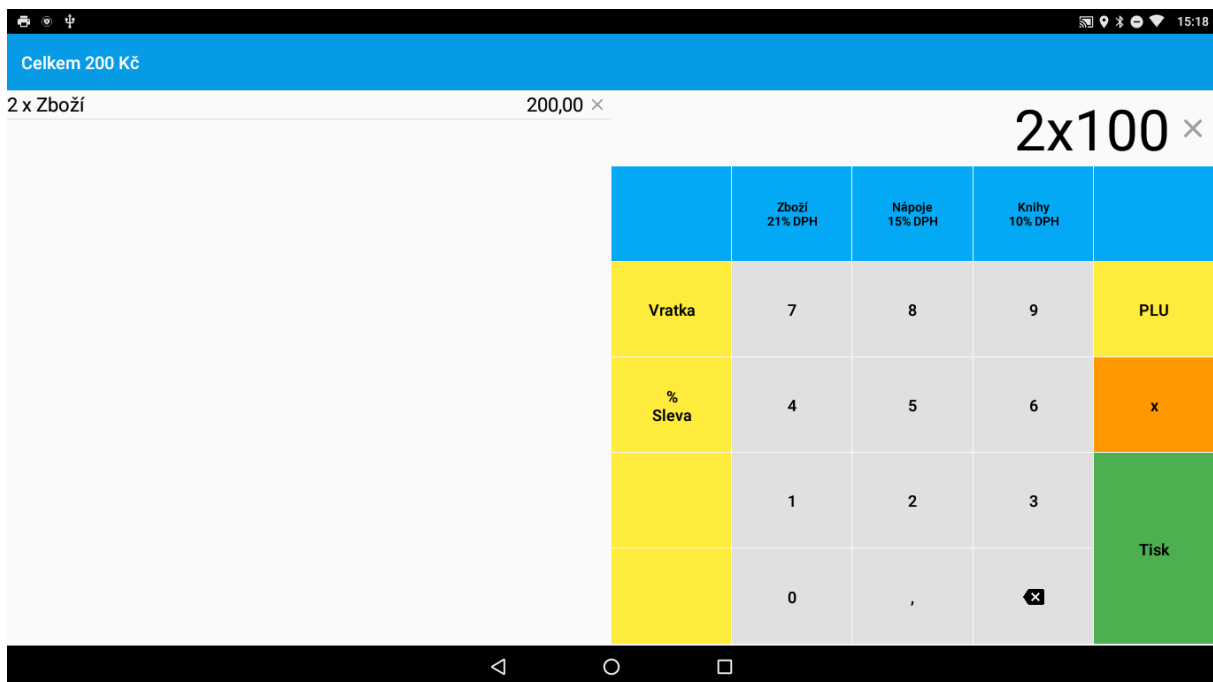 15:18
Celkem 200 Kč
2 x Zboží 200,00 ×
2x100 ×
Zboží
21% DPH
Nápoje
15% DPH
Knihy
10% DPH
Vratka 7 8 9 PLU
%
Sleva
4 5 6 x
1 2 3
Tisk
0 ,